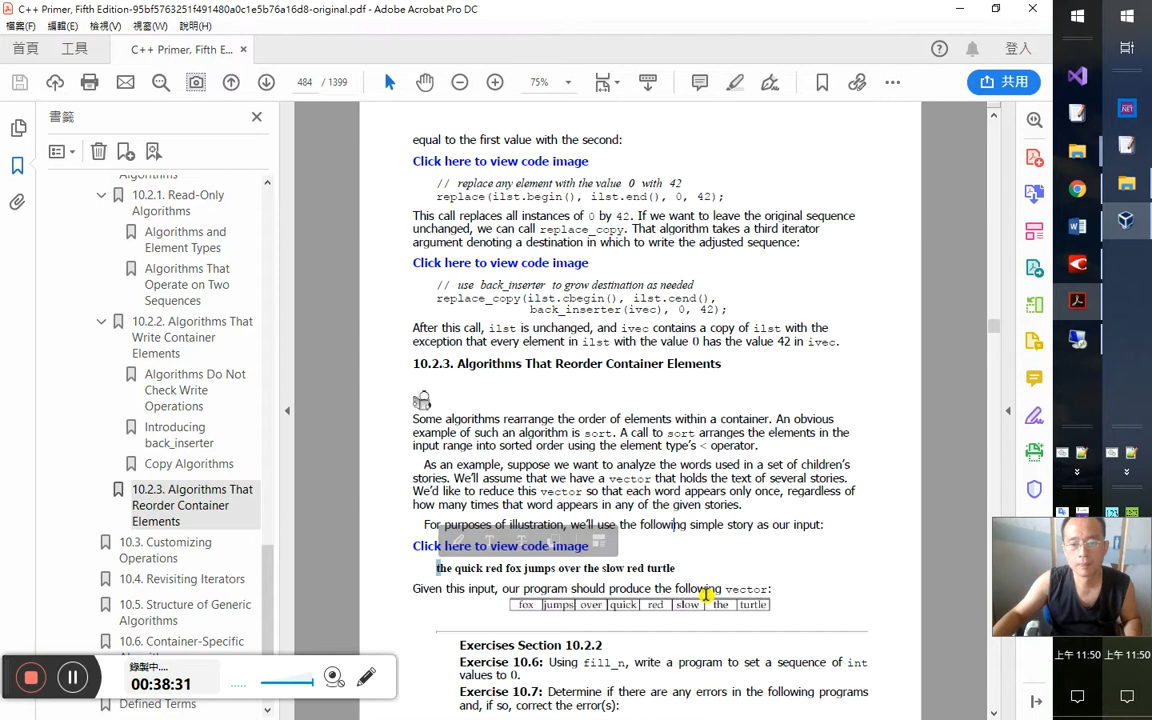 C++ Primer, Fifth Edition-95bf5763251f491480a0c1e5b76a16d8-original.pdf - Adobe Acrobat Pro DC
檔案(F) 編輯(E) 檢視(V) 視窗(W) 說明(H)
首頁 工具 C++ Primer, Fifth E... × 登入
484 / 1399 75% 共用
書籤
Algorithms
10.2.1. Read-Only
Algorithms
Algorithms and
Element Types
Algorithms That
Operate on Two
Sequences
10.2.2. Algorithms That
Write Container
Elements
Algorithms Do Not
Check Write
Operations
Introducing
back_inserter
Copy Algorithms
10.2.3. Algorithms That
Reorder Container
Elements
10.3. Customizing
Operations
10.4. Revisiting Iterators
10.5. Structure of Generic
Algorithms
10.6. Container-Specific
Defined Terms
錄製中....
00:38:31
equal to the first value with the second:
Click here to view code image
// replace any element with the value 0 with 42
replace(ilst.begin(), ilst.end(), 0, 42);
This call replaces all instances of 0 by 42. If we want to leave the original sequence
unchanged, we can call replace_copy. That algorithm takes a third iterator
argument denoting a destination in which to write the adjusted sequence:
Click here to view code image
// use back_inserter to grow destination as needed
replace_copy(ilst.cbegin(), ilst.cend(),
back_inserter(ivec), 0, 42);
After this call, ilst is unchanged, and ivec contains a copy of ilst with the
exception that every element in ilst with the value 0 has the value 42 in ivec.
10.2.3. Algorithms That Reorder Container Elements
Some algorithms rearrange the order of elements within a container. An obvious
example of such an algorithm is sort. A call to sort arranges the elements in the
input range into sorted order using the element type's < operator.
As an example, suppose we want to analyze the words used in a set of children's
stories. We'll assume that we have a vector that holds the text of several stories.
We'd like to reduce this vector so that each word appears only once, regardless of
how many times that word appears in any of the given stories.
For purposes of illustration, we'll use the following simple story as our input:
Click here to view code image
the quick red fox jumps over the slow red turtle
Given this input, our program should produce the following vector:
fox jumps over quick red slow the turtle
Exercises Section 10.2.2
Exercise 10.6: Using fill_n, write a program to set a sequence of int
values to 0.
Exercise 10.7: Determine if there are any errors in the following programs
and, if so, correct the error(s):
上午 11:50 上午 11:50